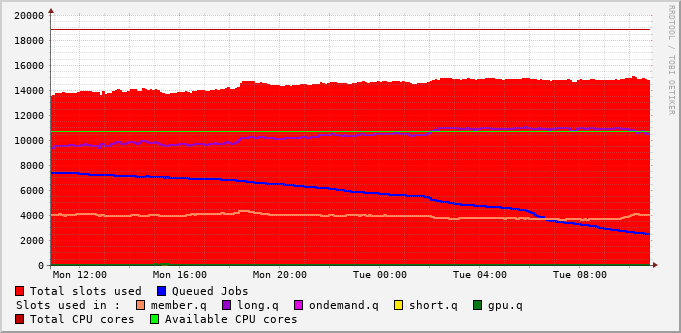 RRDTOOL / TOBI OETIKER
20000
18000
16000
14000
12000
10000
8000
6000
4000
2000
0
Mon 12:00 Mon 16:00 Mon 20:00 Tue 00:00 Tue 04:00 Tue 08:00
Total slots used Queued Jobs
Slots used in : member.q long.q ondemand.q short.q gpu.q
Total CPU cores Available CPU cores